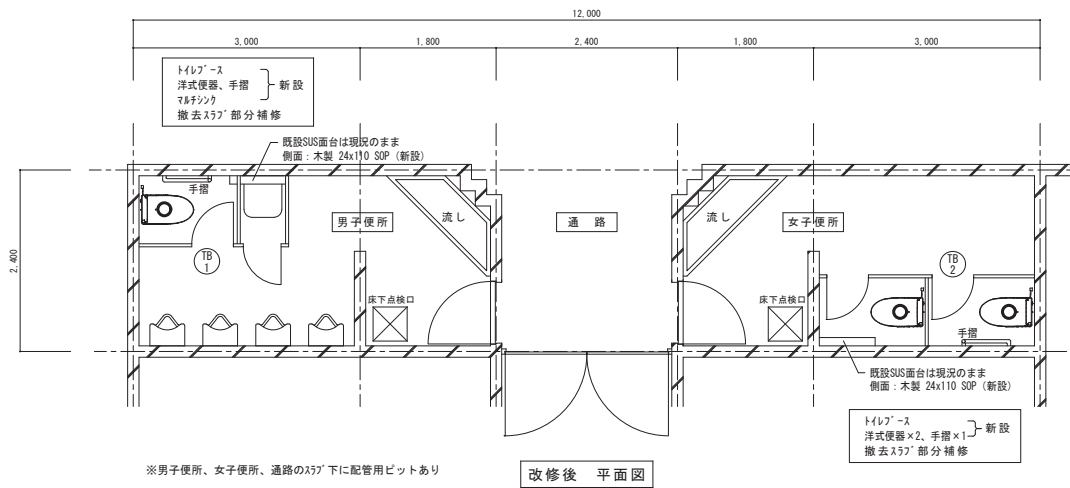 12,000
3,000
1,800
2,400
1,800
3,000
トイレブース
洋式便器、手摺
マルチシンク
新設
撤去スラブ部分補修
既設SUS面台は現況のまま
側面：木製 24x110 SOP（新設）
手摺
男子便所
流し
通 路
流し
女子便所
TB
1
TB
2
2,400
床下点検口
床下点検口
手摺
既設SUS面台は現況のまま
側面：木製 24x110 SOP（新設）
トイレブース
洋式便器×2、手摺×1
新設
撤去スラブ部分補修
※男子便所、女子便所、通路のスラブ下に配管用ピットあり
改修後 平面図